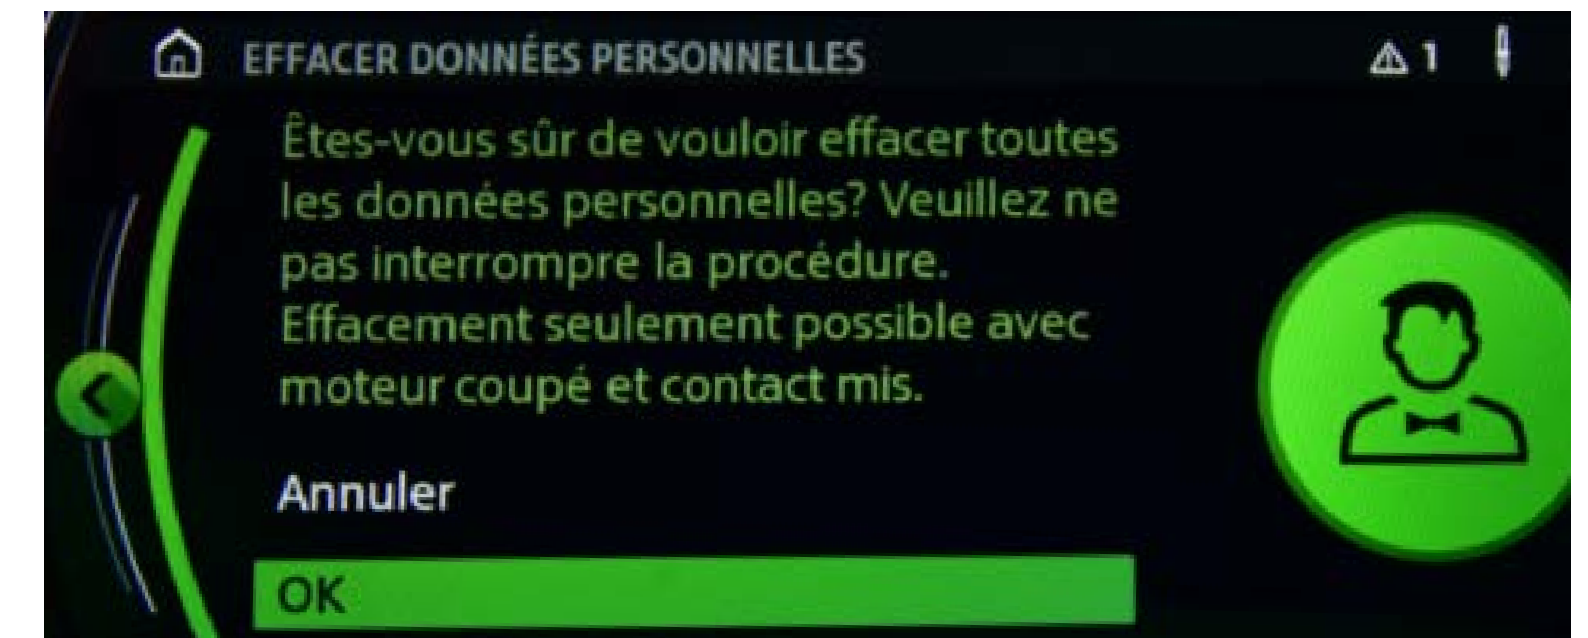 EFFACER DONNÉES PERSONNELLES
1
Êtes-vous sûr de vouloir effacer toutes
les données personnelles? Veuillez ne
pas interrompre la procédure.
Effacement seulement possible avec
moteur coupé et contact mis.
Annuler
OK